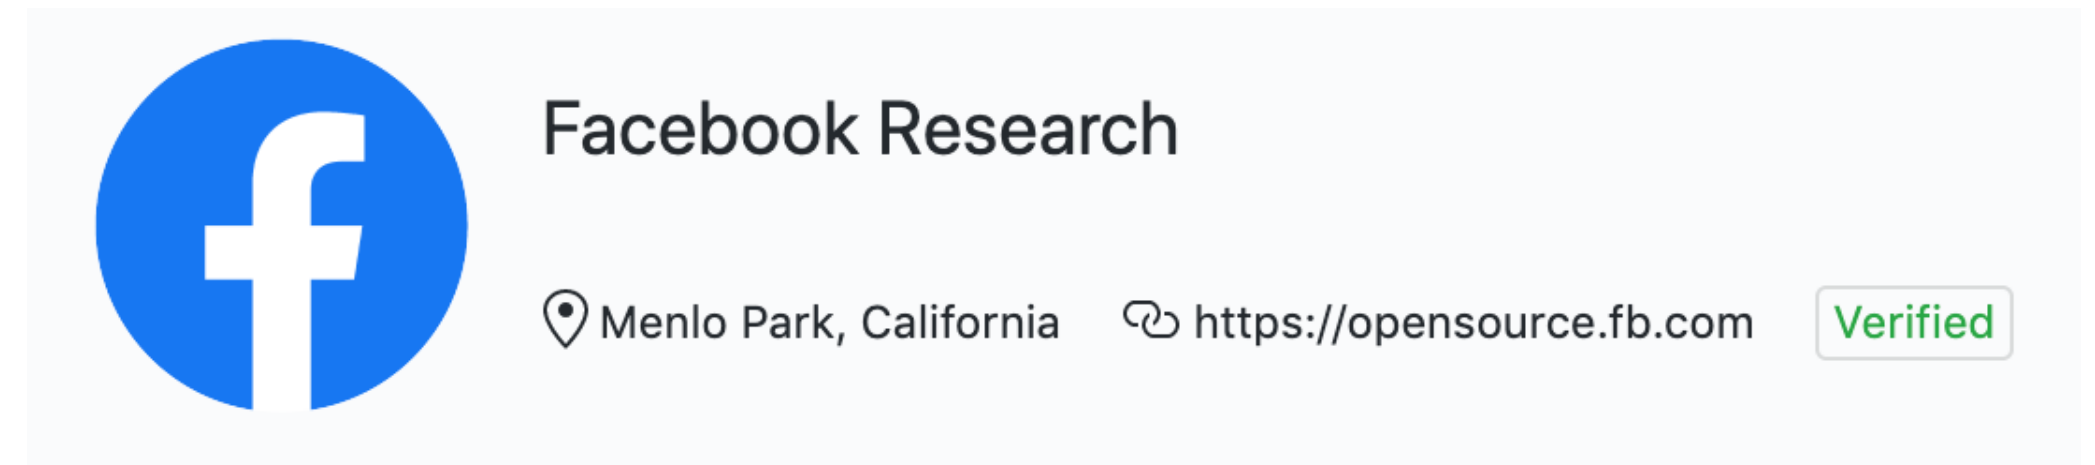 Facebook Research
Menlo Park, California https://opensource.fb.com Verified